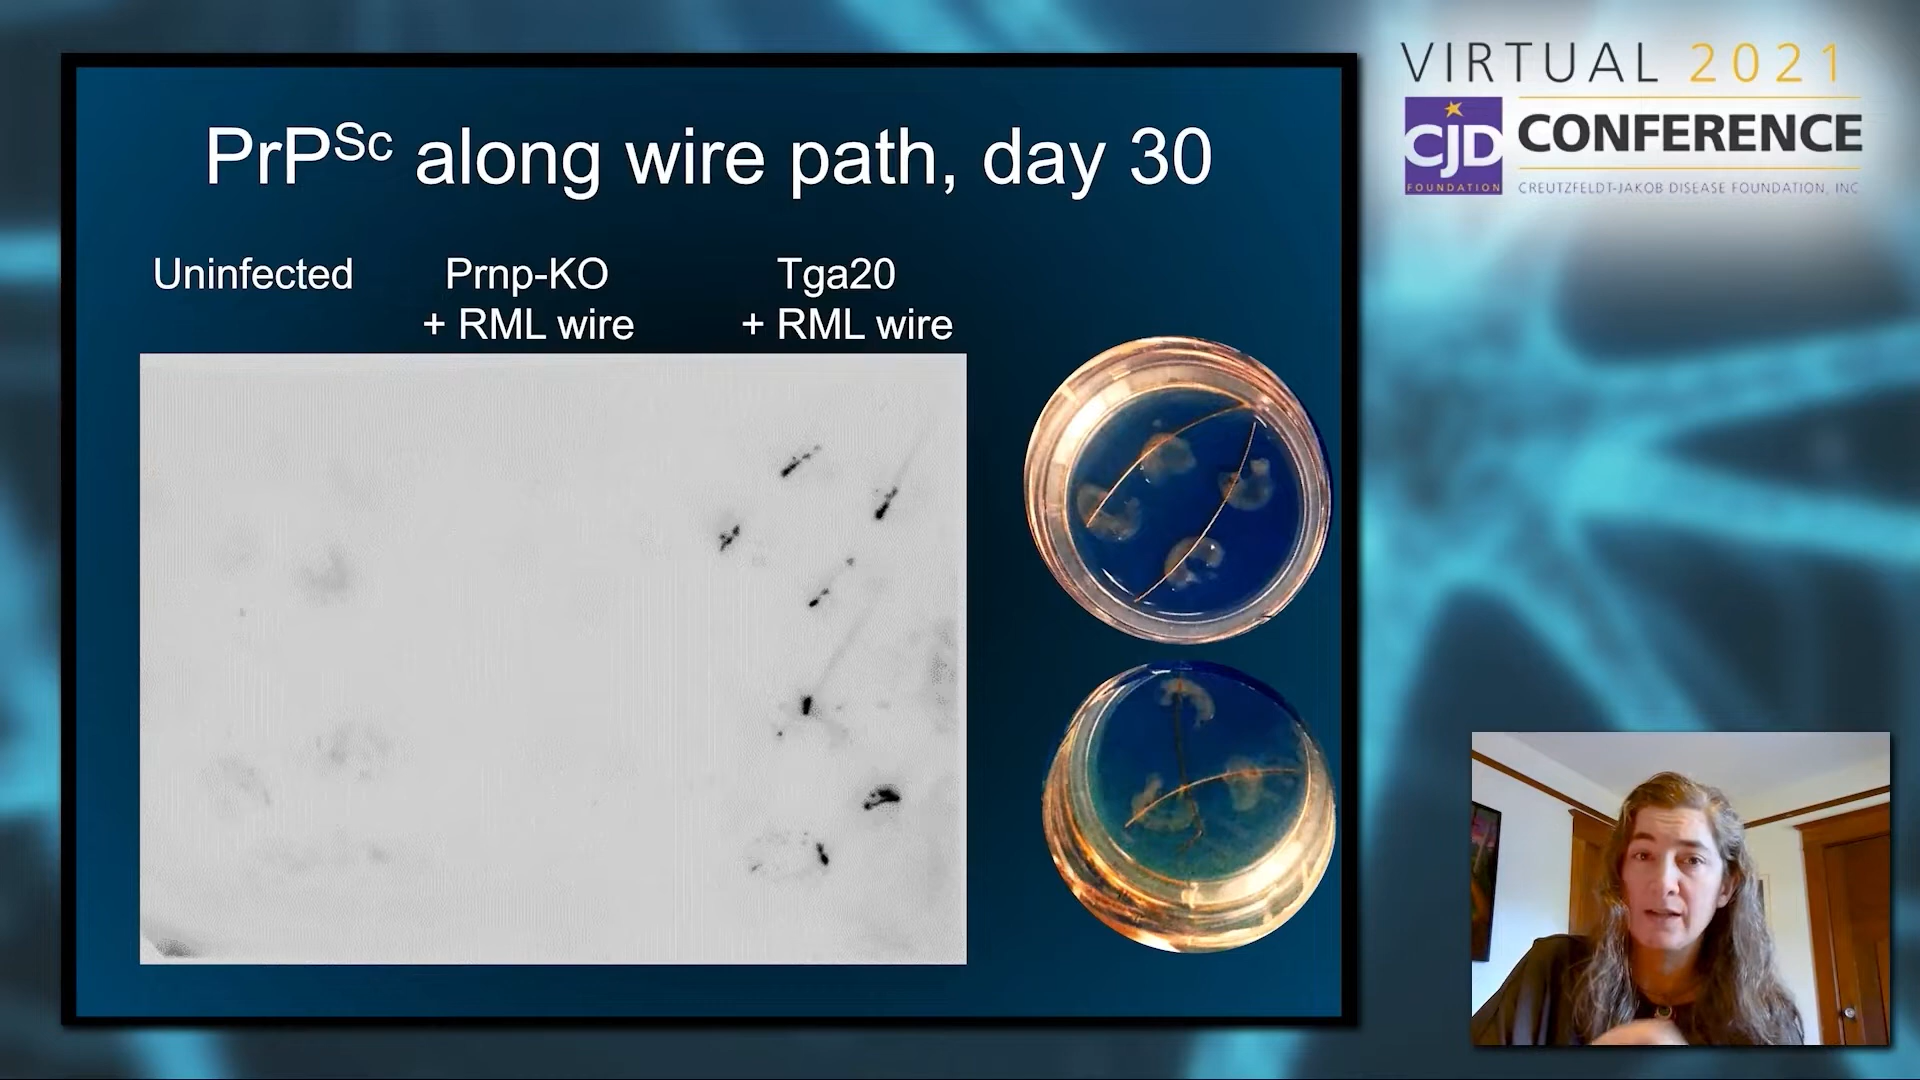 PrPSc along wire path, day 30
Uninfected
Prnp-KO
+ RML wire
Tga20
+ RML wire
VIRTUAL 2021
CJD
FOUNDATION
CONFERENCE
CREUTZFELDT-JAKOB DISEASE FOUNDATION, INC